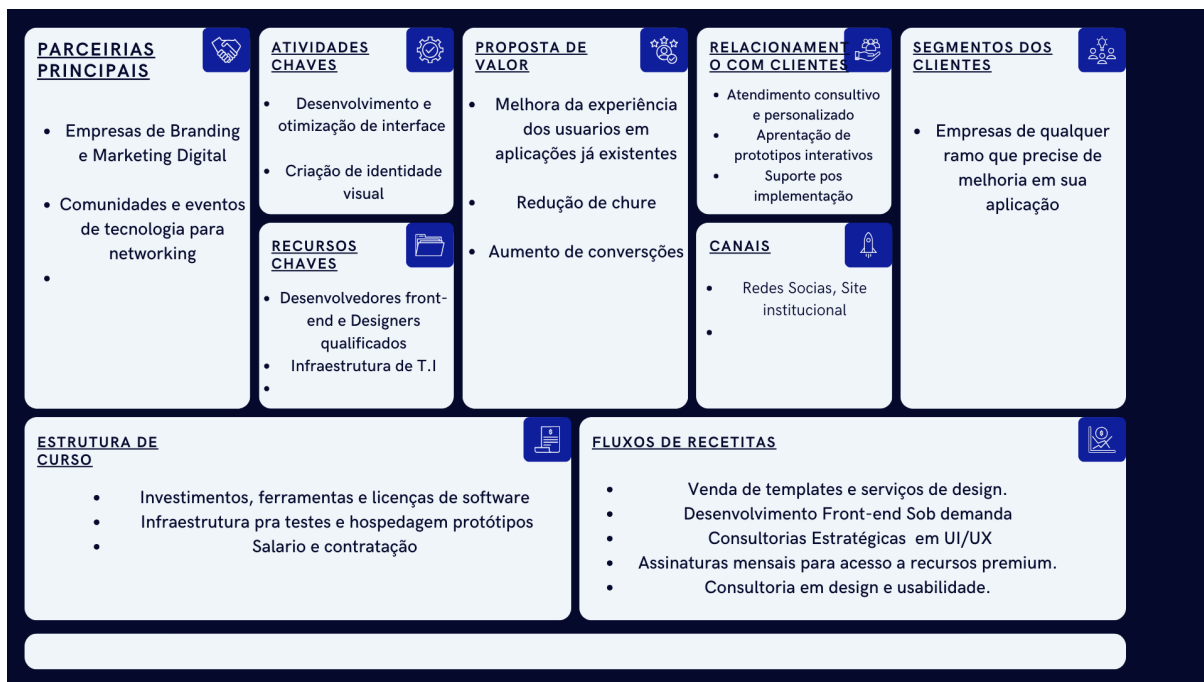 PARCEIRIAS
PRINCIPAIS
• Empresas de Branding
e Marketing Digital
• Comunidades e eventos
de tecnologia para
networking
•
ATIVIDADES
CHAVES
• Desenvolvimento e
otimização de interface
• Criação de identidade
visual
RECURSOS
CHAVES
• Desenvolvedores front-
end e Designers
qualificados
• Infraestrutura de T.I
•
PROPOSTA DE
VALOR
• Melhora da experiência
dos usuarios em
aplicações já existentes
• Redução de chure
• Aumento de conversções
RELACIONAMENT
O COM CLIENTES
• Atendimento consultivo
e personalizado
• Aprentação de
prototipos interativos
• Suporte pos
implementação
CANAIS
• Redes Socias, Site
institucional
•
SEGMENTOS DOS
CLIENTES
• Empresas de qualquer
ramo que precise de
melhoria em sua
aplicação
ESTRUTURA DE
CURSO
• Investimentos, ferramentas e licenças de software
• Infraestrutura pra testes e hospedagem protótipos
• Salario e contratação
FLUXOS DE RECETITAS
• Venda de templates e serviços de design.
• Desenvolvimento Front-end Sob demanda
• Consultorias Estratégicas em UI/UX
• Assinaturas mensais para acesso a recursos premium.
• Consultoria em design e usabilidade.